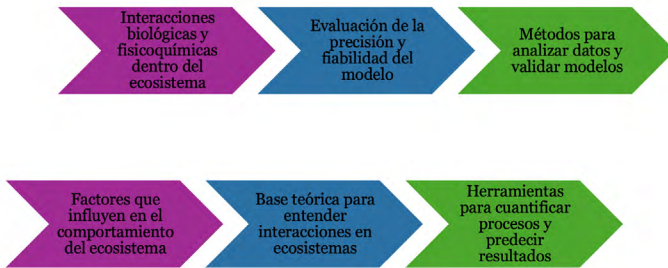 Interacciones
biológicas y
fisicoquímicas
dentro del
ecosistema
Evaluación de la
precisión y
fiabilidad del
modelo
Métodos para
analizar datos y
validar modelos
Factores que
influyen en el
comportamiento
del ecosistema
Base teórica para
entender
interacciones en
ecosistemas
Herramientas
para cuantificar
procesos y
predecir
resultados